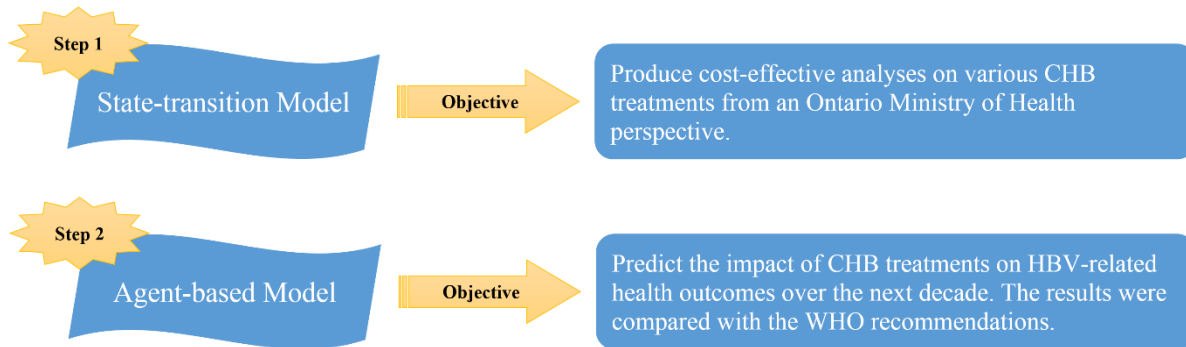 Step 1
State-transition Model
Objective
Produce cost-effective analyses on various CHB
treatments from an Ontario Ministry of Health
perspective.
Step 2
Agent-based Model
Objective
Predict the impact of CHB treatments on HBV-related
health outcomes over the next decade. The results were
compared with the WHO recommendations.